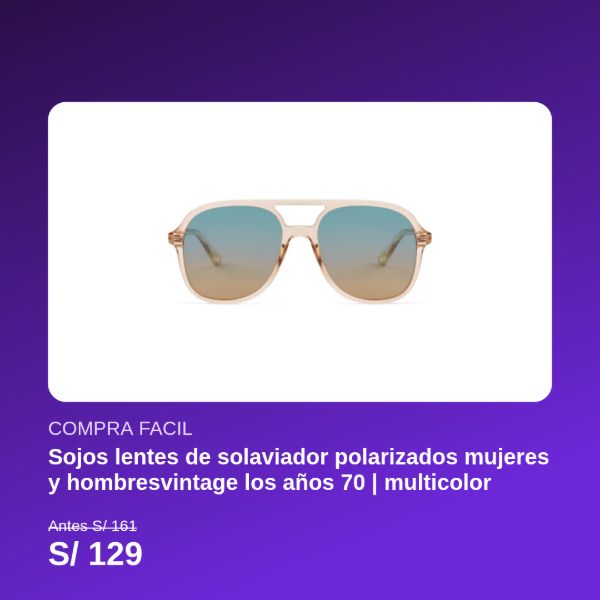 COMPRA FACIL
Sojos lentes de solaviador polarizados mujeres
y hombresvintage los años 70 | multicolor
Antes S/ 161
S/ 129